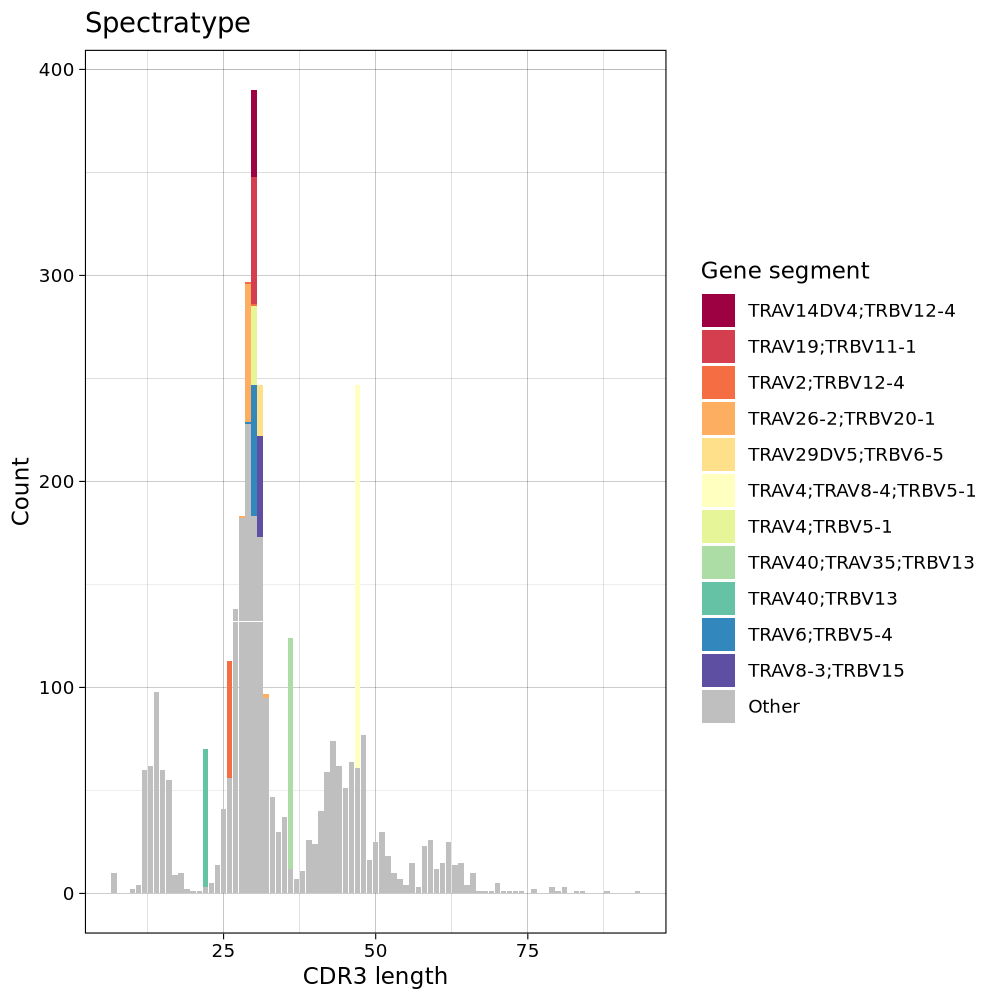 Spectratype
400
300
200
100
0
Count
25 50 75
CDR3 length
Gene segment
TRAV14DV4;TRBV12-4
TRAV19;TRBV11-1
TRAV2;TRBV12-4
TRAV26-2;TRBV20-1
TRAV29DV5;TRBV6-5
TRAV4;TRAV8-4;TRBV5-1
TRAV4;TRBV5-1
TRAV40;TRAV35;TRBV13
TRAV40;TRBV13
TRAV6;TRBV5-4
TRAV8-3;TRBV15
Other